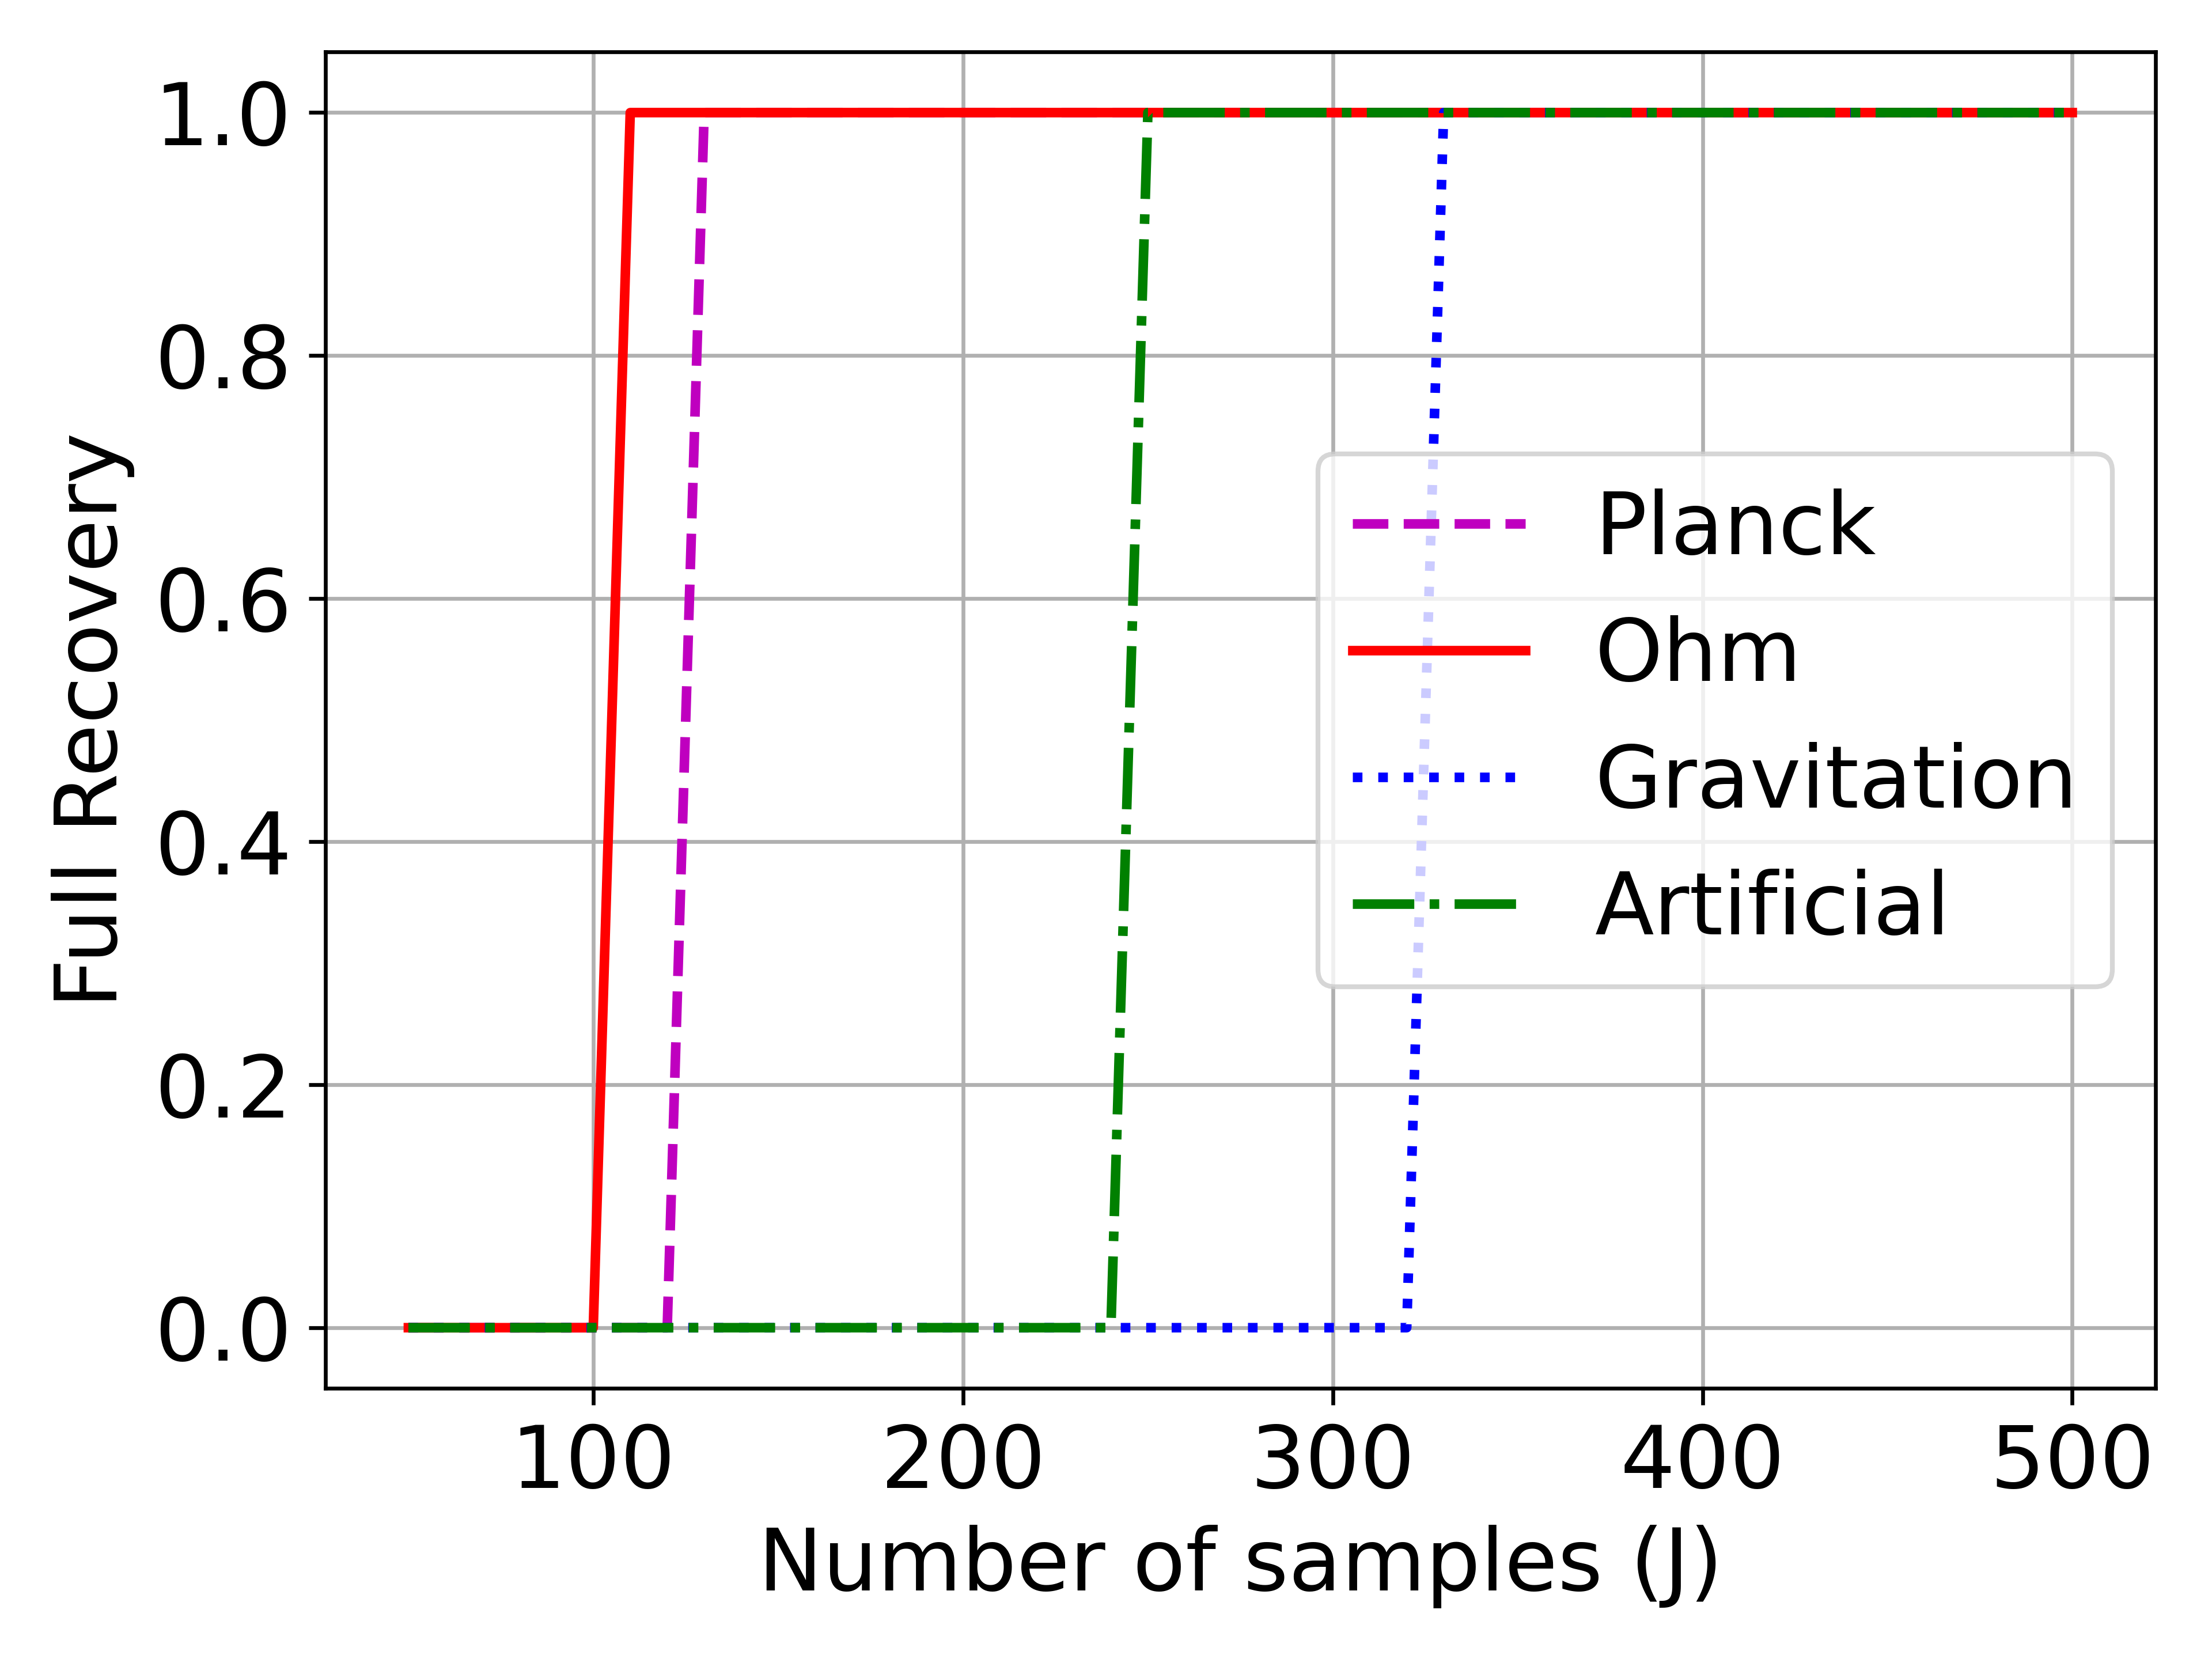 Full Recovery
1.0
0.8
0.6
0.4
0.2
0.0
Planck
Ohm
Gravitation
Artificial
100 200 300 400 500
Number of samples (J)